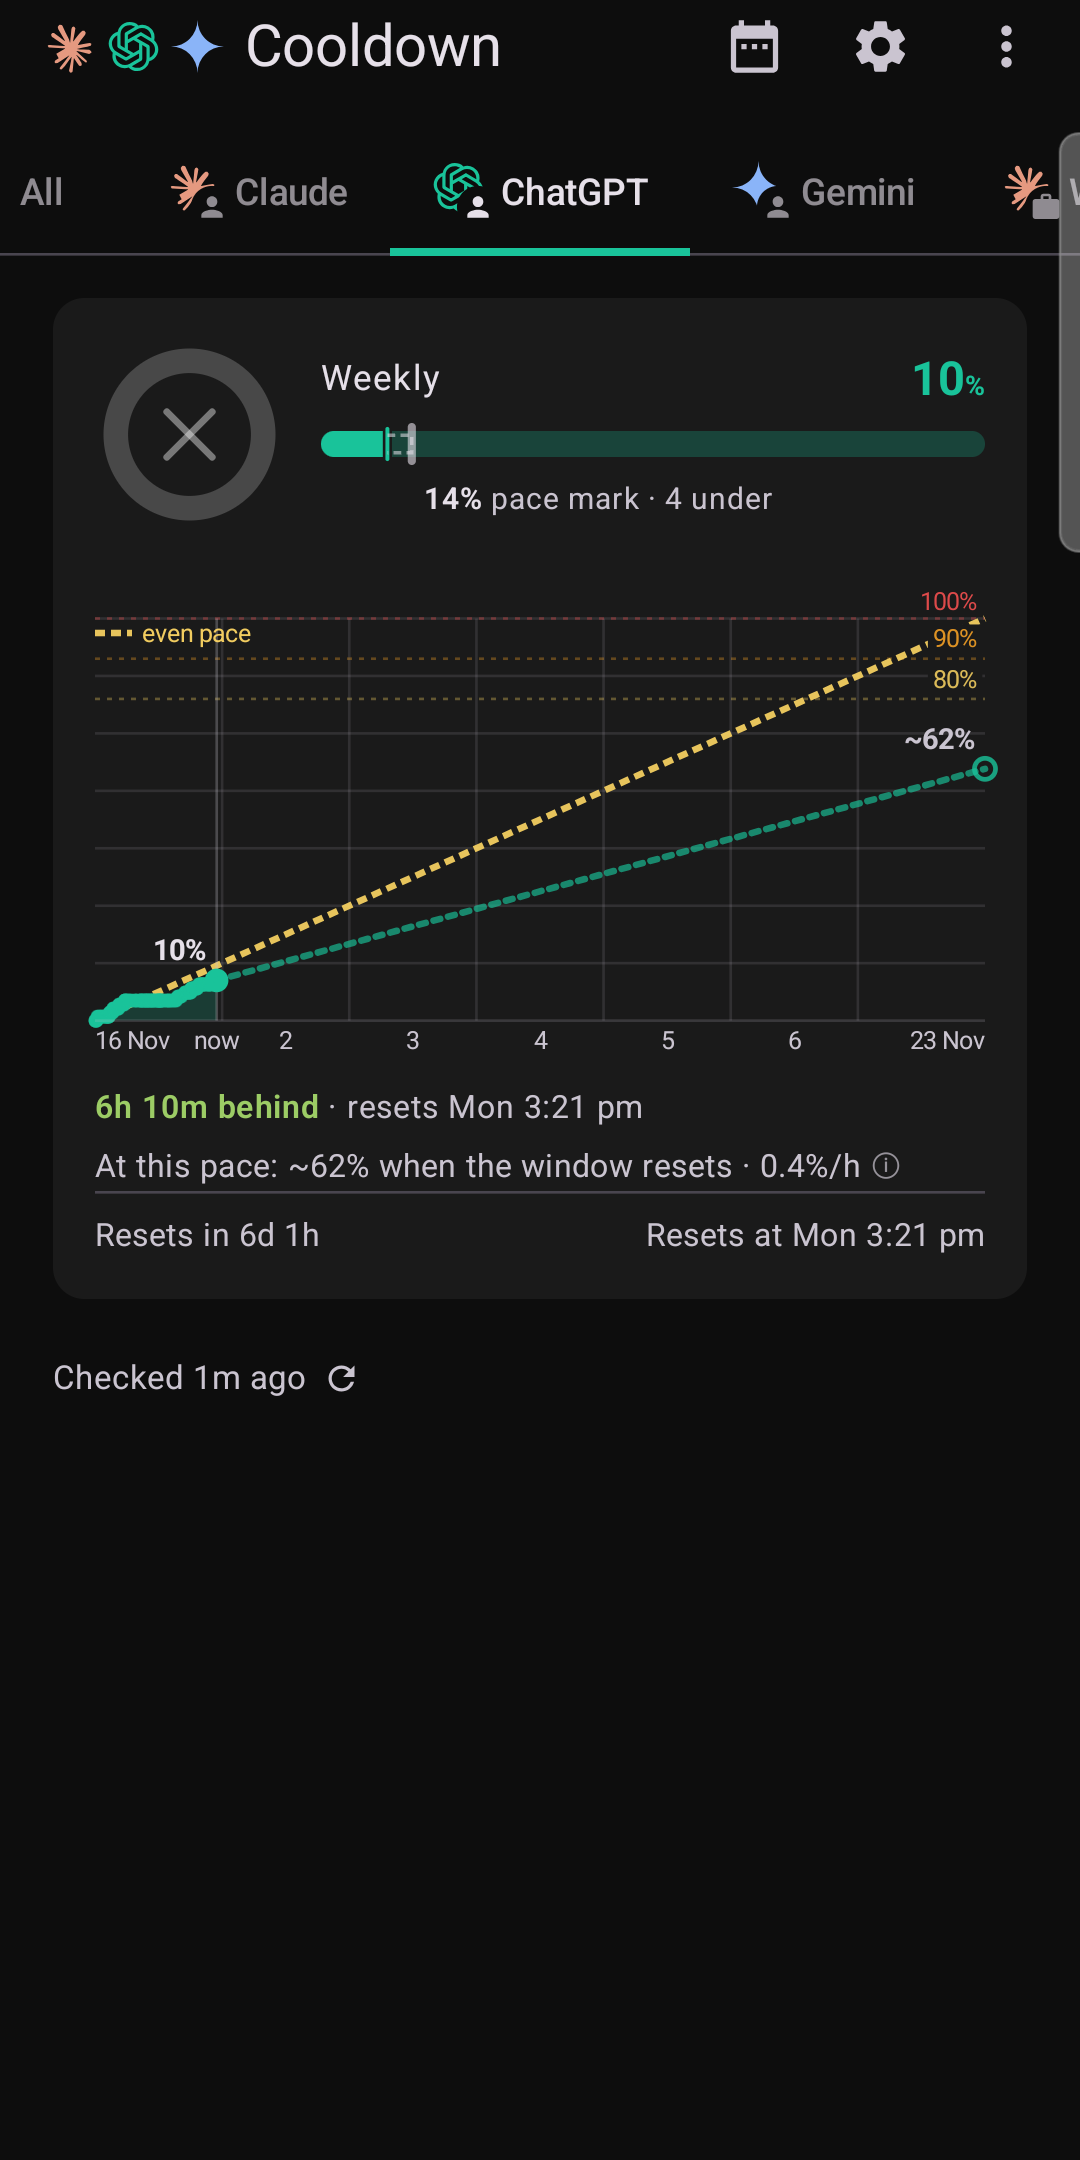 Cooldown
All Claude ChatGPT Gemini
Weekly 10%
14% pace mark · 4 under
100%
even pace
90%
80%
~62%
10%
16 Nov now 2 3 4 5 6 23 Nov
6h 10m behind · resets Mon 3:21 pm
At this pace: ~62% when the window resets · 0.4%/h
Resets in 6d 1h Resets at Mon 3:21 pm
Checked 1m ago